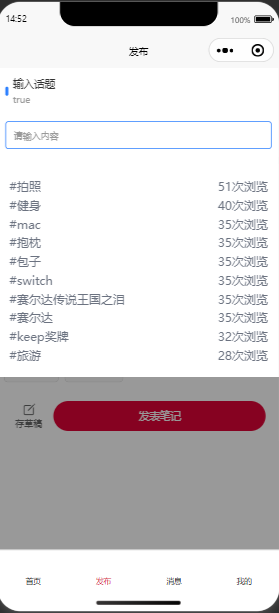 14:52
100%
发布
输入话题
true
请输入内容
#拍照 51次浏览
#健身 40次浏览
#mac 35次浏览
#抱枕 35次浏览
#包子 35次浏览
#switch 35次浏览
#赛尔达传说王国之泪 35次浏览
#赛尔达 35次浏览
#keep奖牌 32次浏览
#旅游 28次浏览
存草稿 发表笔记
首页 发布 消息 我的